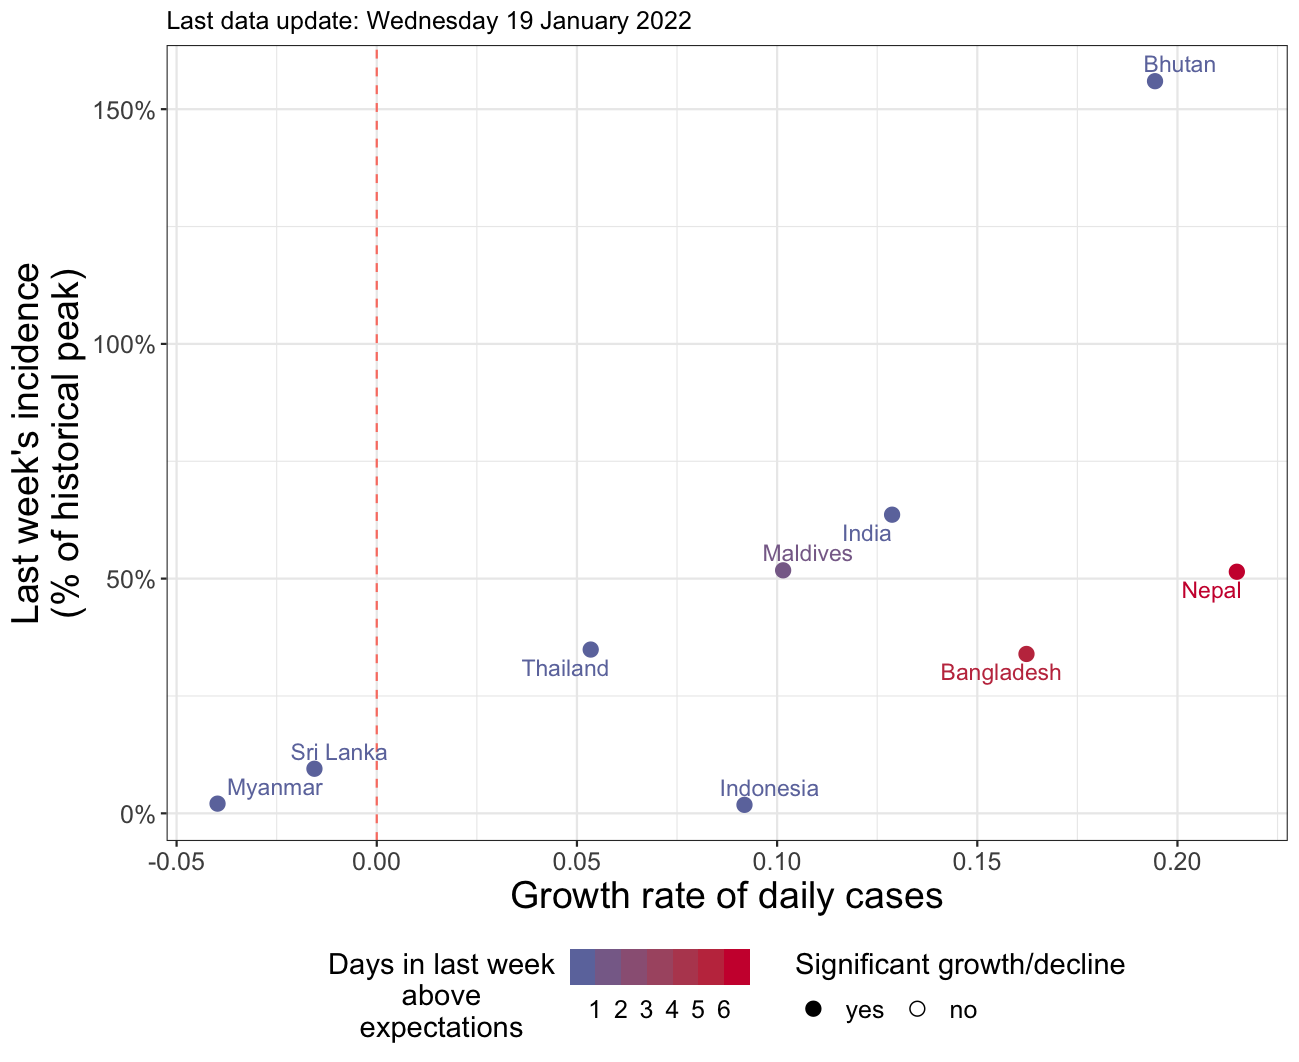 Last data update: Wednesday 19 January 2022
Last week's incidence
(% of historical peak)
150%
100%
50%
0%
Bhutan
India
Maldives
Nepal
Thailand
Bangladesh
Sri Lanka
Myanmar
Indonesia
-0.05 0.00 0.05 0.10 0.15 0.20
Growth rate of daily cases
Days in last week
above
expectations
1 2 3 4 5 6
Significant growth/decline
yes no